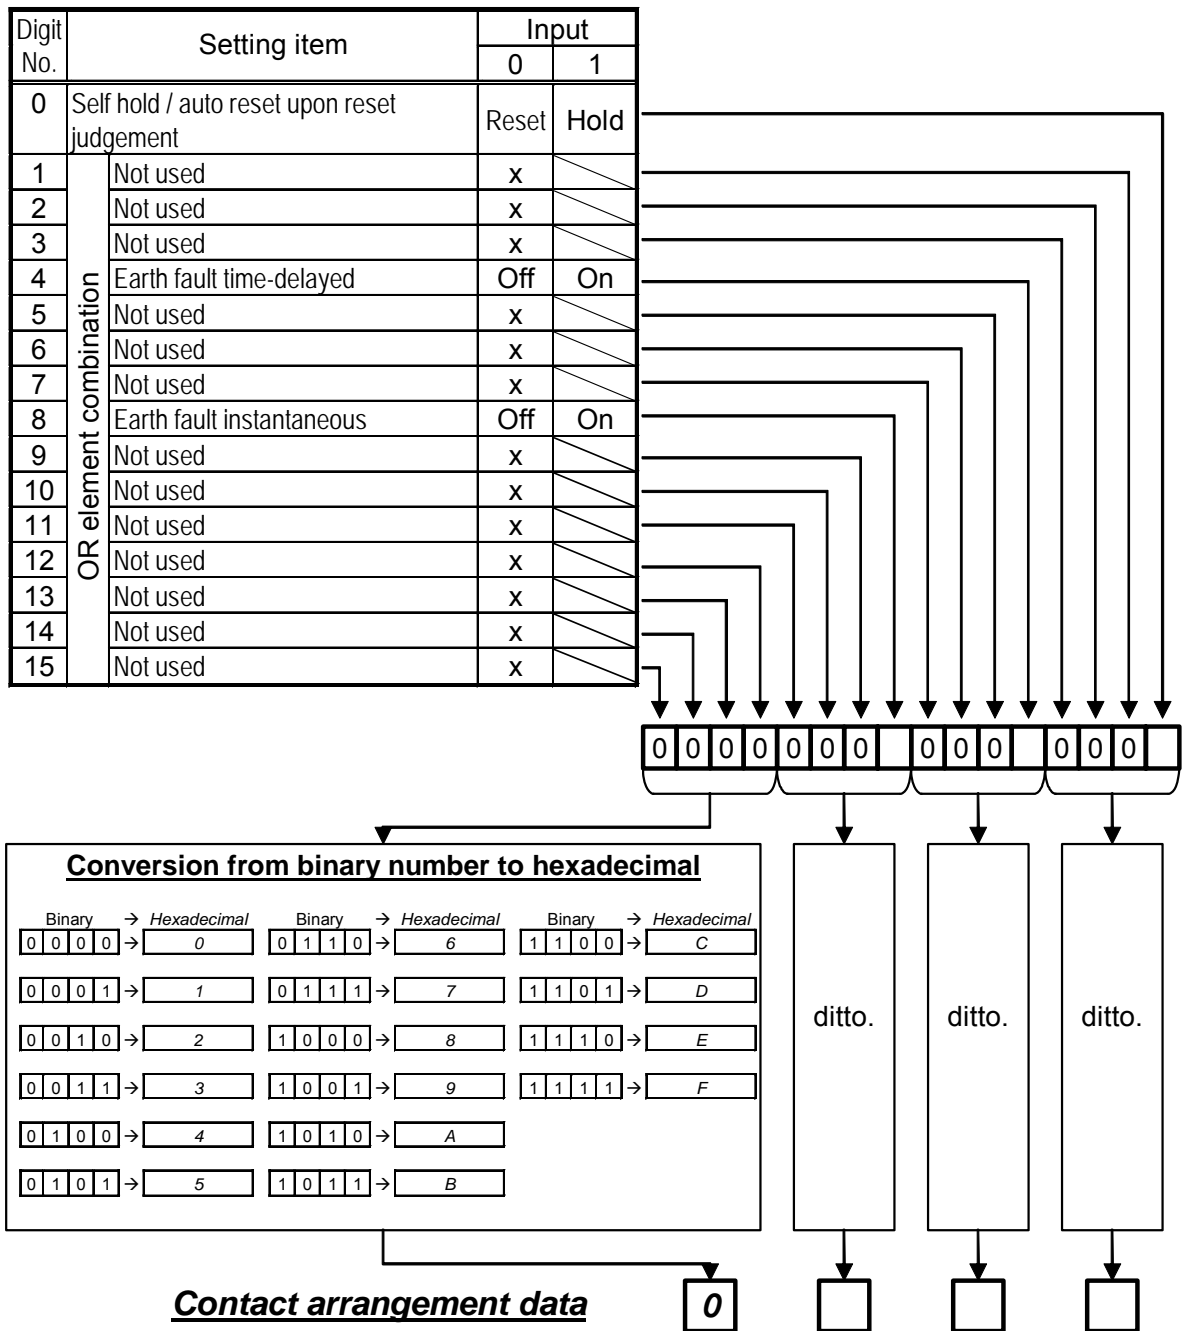 Digit No. Setting item Input
0 1
0 Self hold / auto reset upon reset judgement Reset Hold
OR element combination
1 Not used x
2 Not used x
3 Not used x
4 Earth fault time-delayed Off On
5 Not used x
6 Not used x
7 Not used x
8 Earth fault instantaneous Off On
9 Not used x
10 Not used x
11 Not used x
12 Not used x
13 Not used x
14 Not used x
15 Not used x
0 0 0 0 0 0 0 0 0 0 0 0 0
Conversion from binary number to hexadecimal
Binary → Hexadecimal Binary → Hexadecimal Binary → Hexadecimal
0 0 0 0 → 0 0 1 1 0 → 6 1 1 0 0 → C
0 0 0 1 → 1 0 1 1 1 → 7 1 1 0 1 → D
0 0 1 0 → 2 1 0 0 0 → 8 1 1 1 0 → E
0 0 1 1 → 3 1 0 0 1 → 9 1 1 1 1 → F
0 1 0 0 → 4 1 0 1 0 → A
0 1 0 1 → 5 1 0 1 1 → B
ditto. ditto. ditto.
Contact arrangement data 0